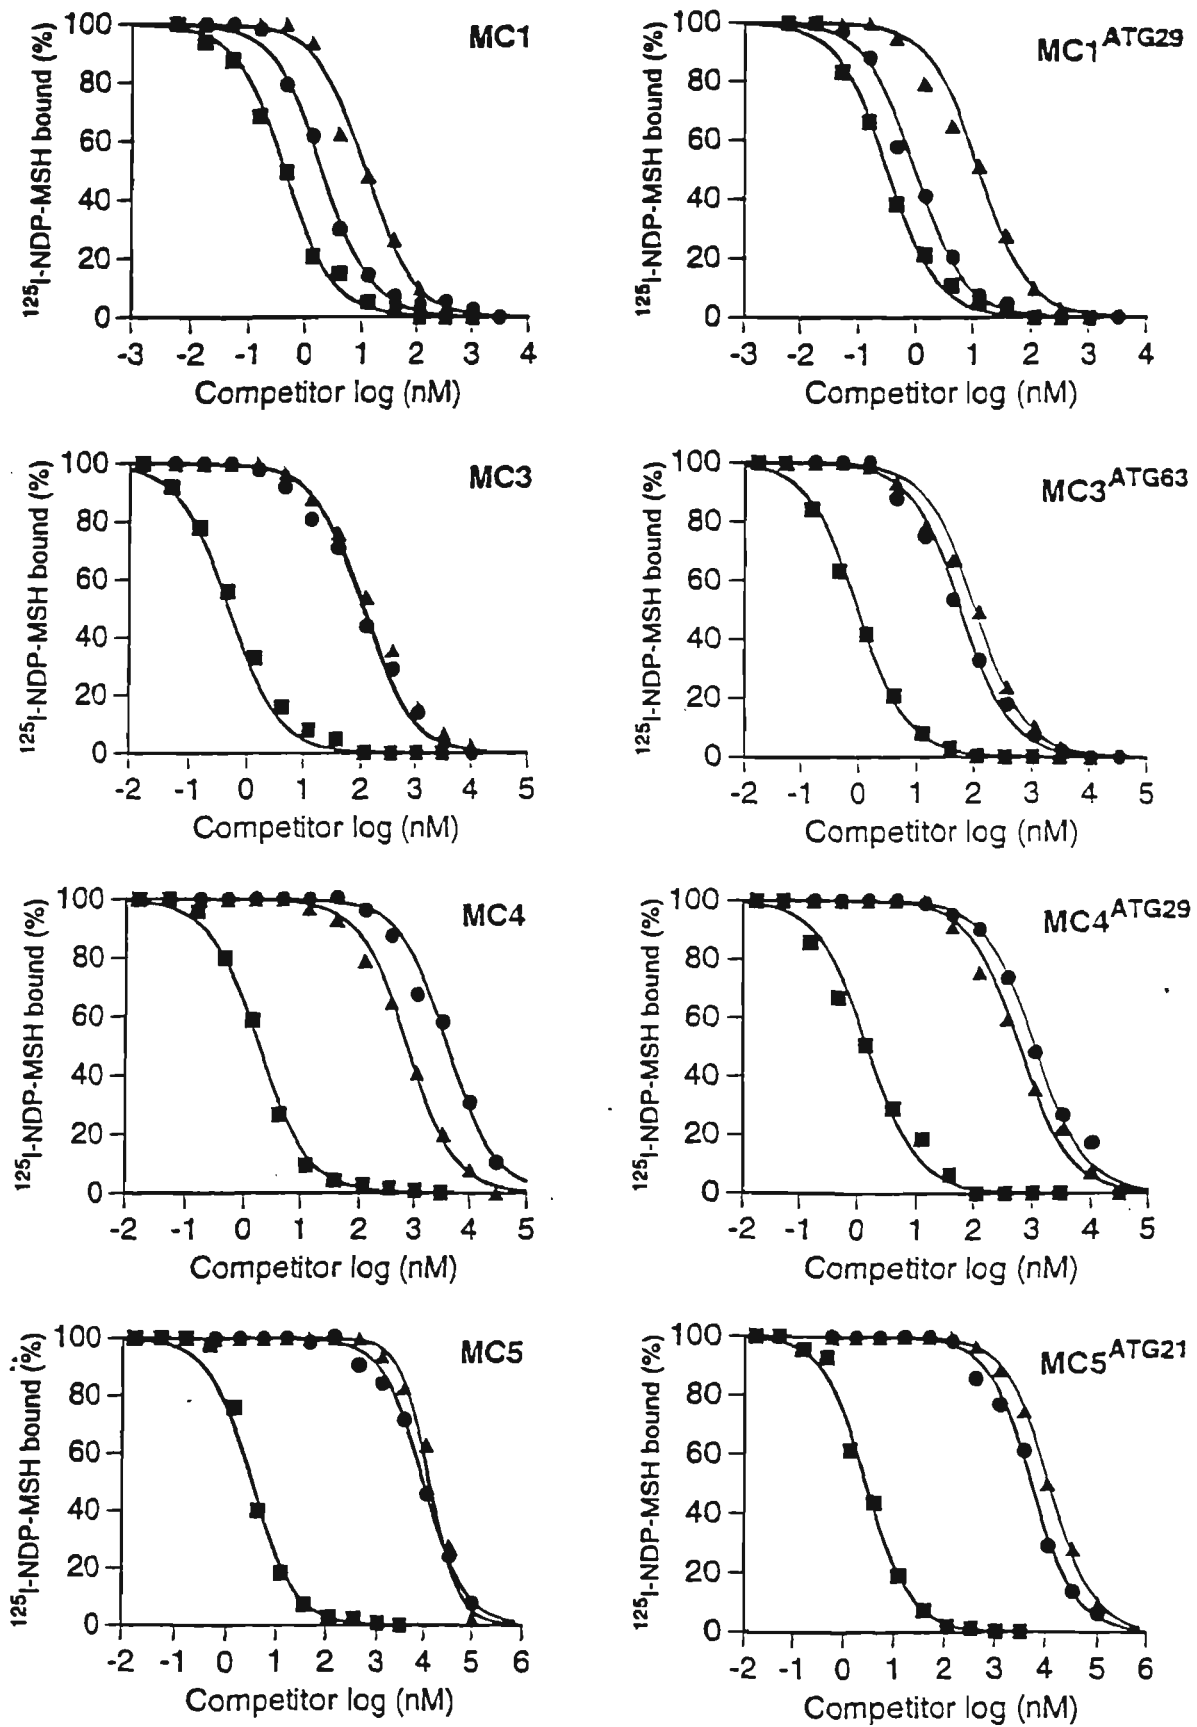 MC1
¹²⁵I-NDP-MSH bound (%)
100
80
60
40
20
0
-3 -2 -1 0 1 2 3 4
Competitor log (nM)
MC1ᴬᵀᴳ²⁹
¹²⁵I-NDP-MSH bound (%)
100
80
60
40
20
0
-3 -2 -1 0 1 2 3 4
Competitor log (nM)
MC3
¹²⁵I-NDP-MSH bound (%)
100
80
60
40
20
0
-2 -1 0 1 2 3 4 5
Competitor log (nM)
MC3ᴬᵀᴳ⁶³
¹²⁵I-NDP-MSH bound (%)
100
80
60
40
20
0
-2 -1 0 1 2 3 4 5
Competitor log (nM)
MC4
¹²⁵I-NDP-MSH bound (%)
100
80
60
40
20
0
-2 -1 0 1 2 3 4 5
Competitor log (nM)
MC4ᴬᵀᴳ²⁹
¹²⁵I-NDP-MSH bound (%)
100
80
60
40
20
0
-2 -1 0 1 2 3 4 5
Competitor log (nM)
MC5
¹²⁵I-NDP-MSH bound (%)
100
80
60
40
20
0
-2 -1 0 1 2 3 4 5 6
Competitor log (nM)
MC5ᴬᵀᴳ²¹
¹²⁵I-NDP-MSH bound (%)
100
80
60
40
20
0
-2 -1 0 1 2 3 4 5 6
Competitor log (nM)